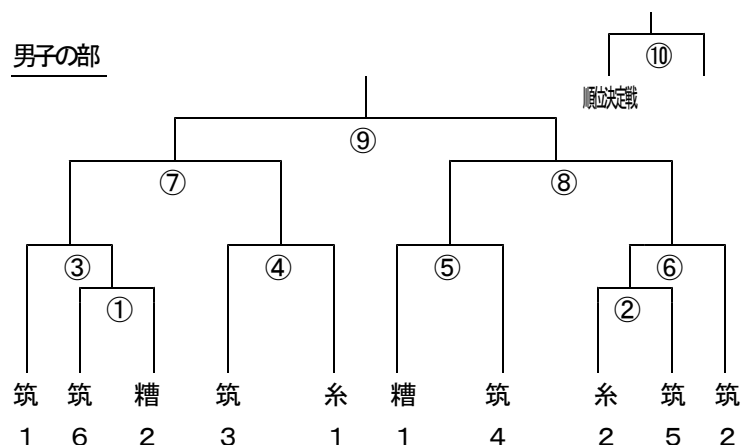 男子の部
⑩
順位決定戦
⑨
⑦ ⑧
③ ④ ⑤ ⑥
① ②
筑 筑 糟 筑 糸 糟 筑 糸 筑 筑
1 6 2 3 1 1 4 2 5 2